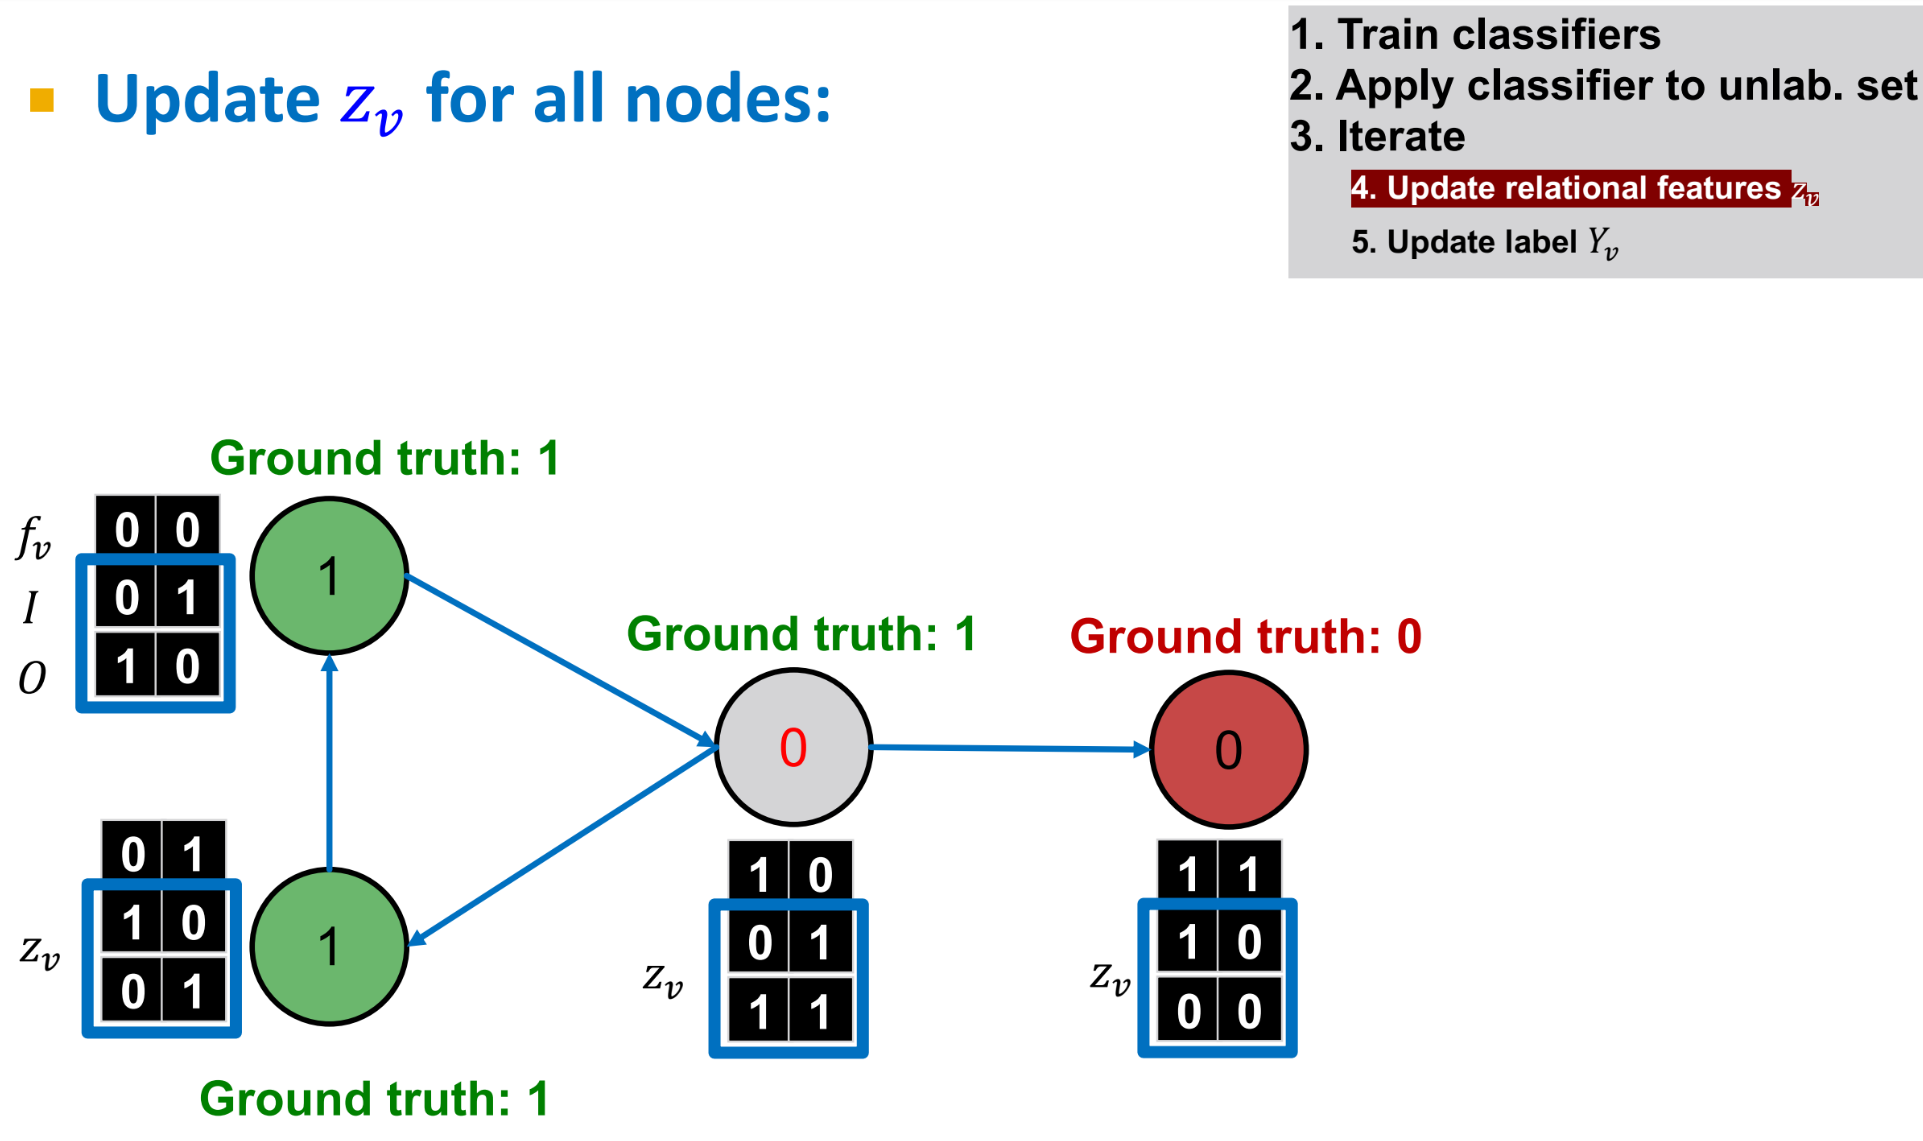 Update z_v for all nodes:
1. Train classifiers
2. Apply classifier to unlab. set
3. Iterate
4. Update relational features z_v
5. Update label Y_v
Ground truth: 1
f_v 0 0
I 0 1
O 1 0
1
Ground truth: 1
0
Ground truth: 0
0
0 1
z_v 1 0
0 1
1
1 0
z_v 0 1
1 1
1 1
z_v 1 0
0 0
Ground truth: 1